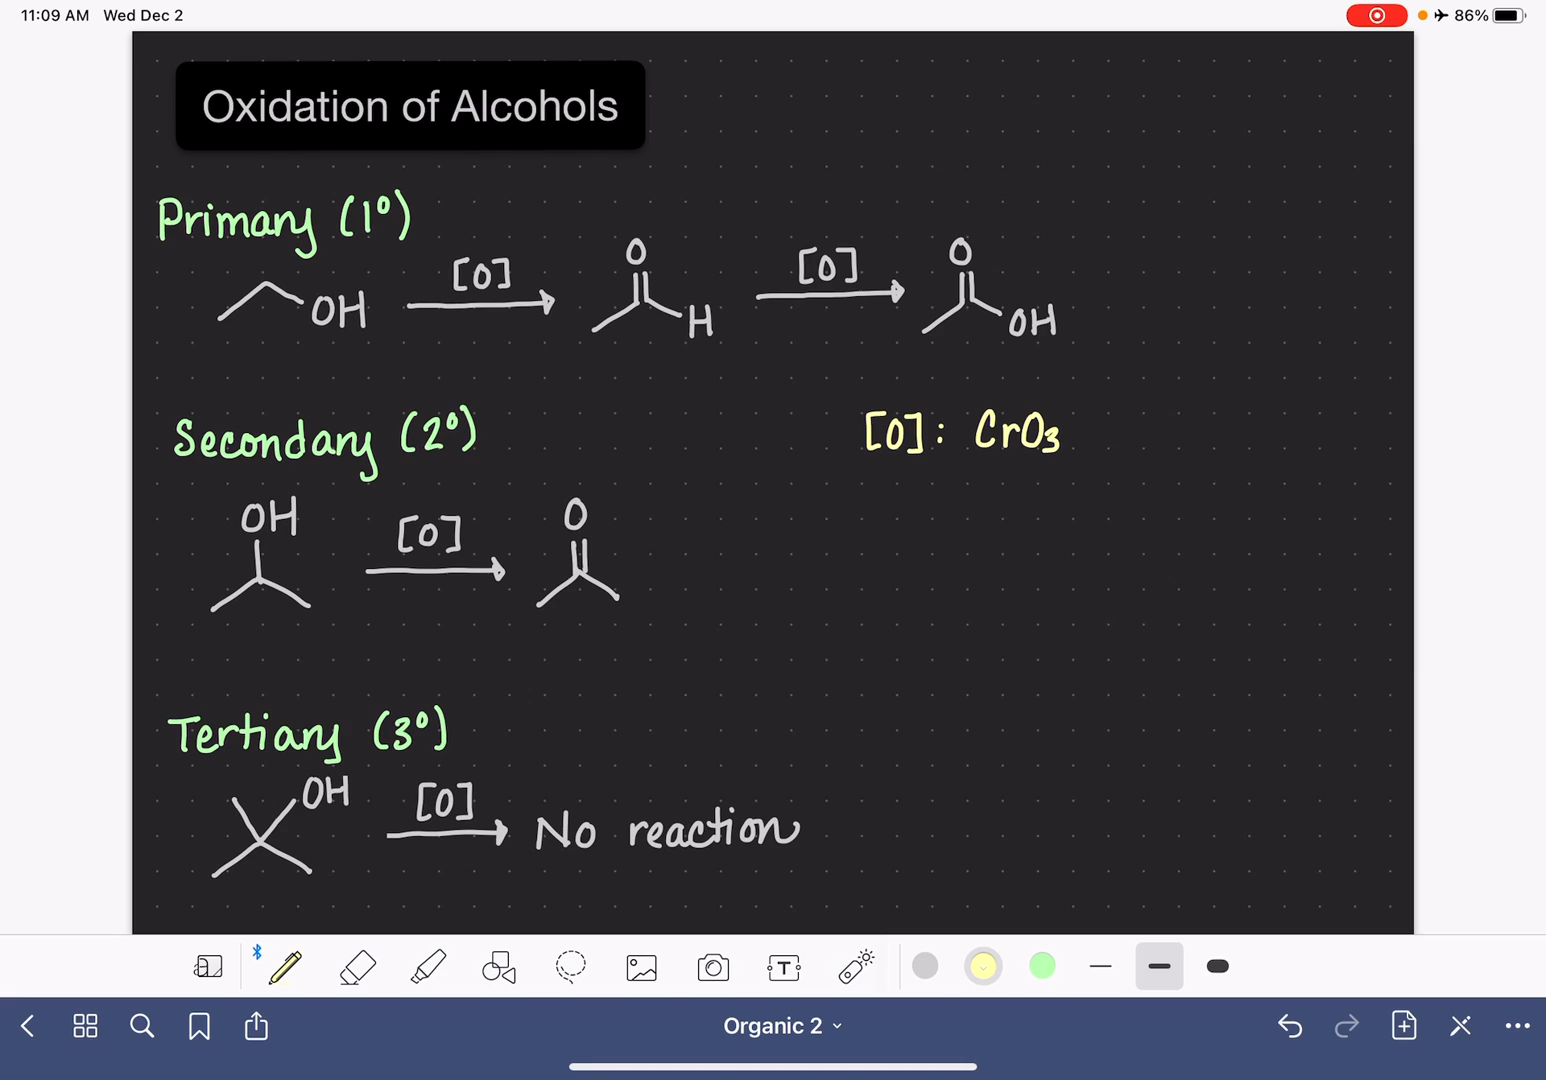 11:09 AM Wed Dec 2 86%
Oxidation of Alcohols
Primary (1°)
OH [O] O H [O] O OH
Secondary (2°)
[O]: CrO₃
OH [O] O
Tertiary (3°)
OH [O] No reaction
Organic 2